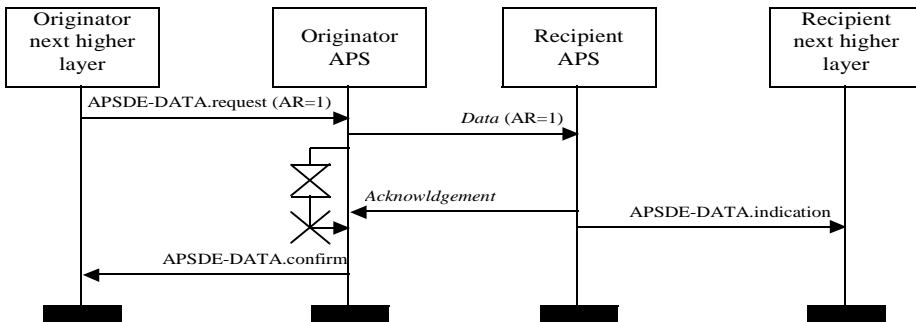 Originator
next higher
layer
Originator
APS
Recipient
APS
Recipient
next higher
layer
APSDE-DATA.request (AR=1)
Data (AR=1)
Acknowldgement
APSDE-DATA.indication
APSDE-DATA.confirm